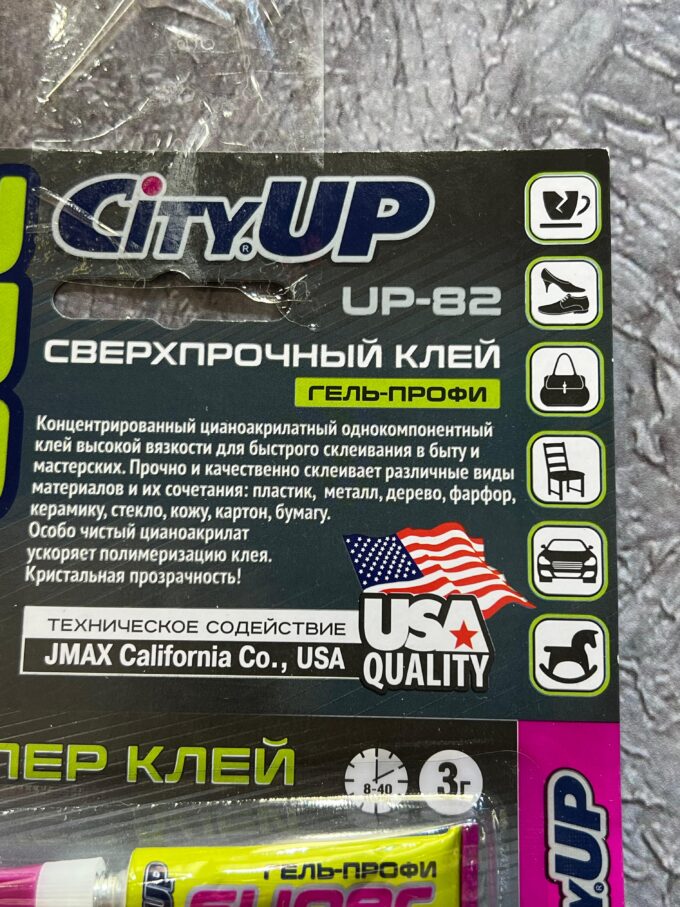 CITY.UP®
UP-82
СВЕРХПРОЧНЫЙ КЛЕЙ
ГЕЛЬ-ПРОФИ
Концентрированный цианоакрилатный однокомпонентный
клей высокой вязкости для быстрого склеивания в быту и
мастерских. Прочно и качественно склеивает различные виды
материалов и их сочетания: пластик, металл, дерево, фарфор,
керамику, стекло, кожу, картон, бумагу.
Особо чистый цианоакрилат
ускоряет полимеризацию клея.
Кристальная прозрачность!
ТЕХНИЧЕСКОЕ СОДЕЙСТВИЕ
JMAX California Co., USA
USA
QUALITY
ПЕР КЛЕЙ
8-40
3г
ГЕЛЬ-ПРОФИ
UP
super
Y.UP